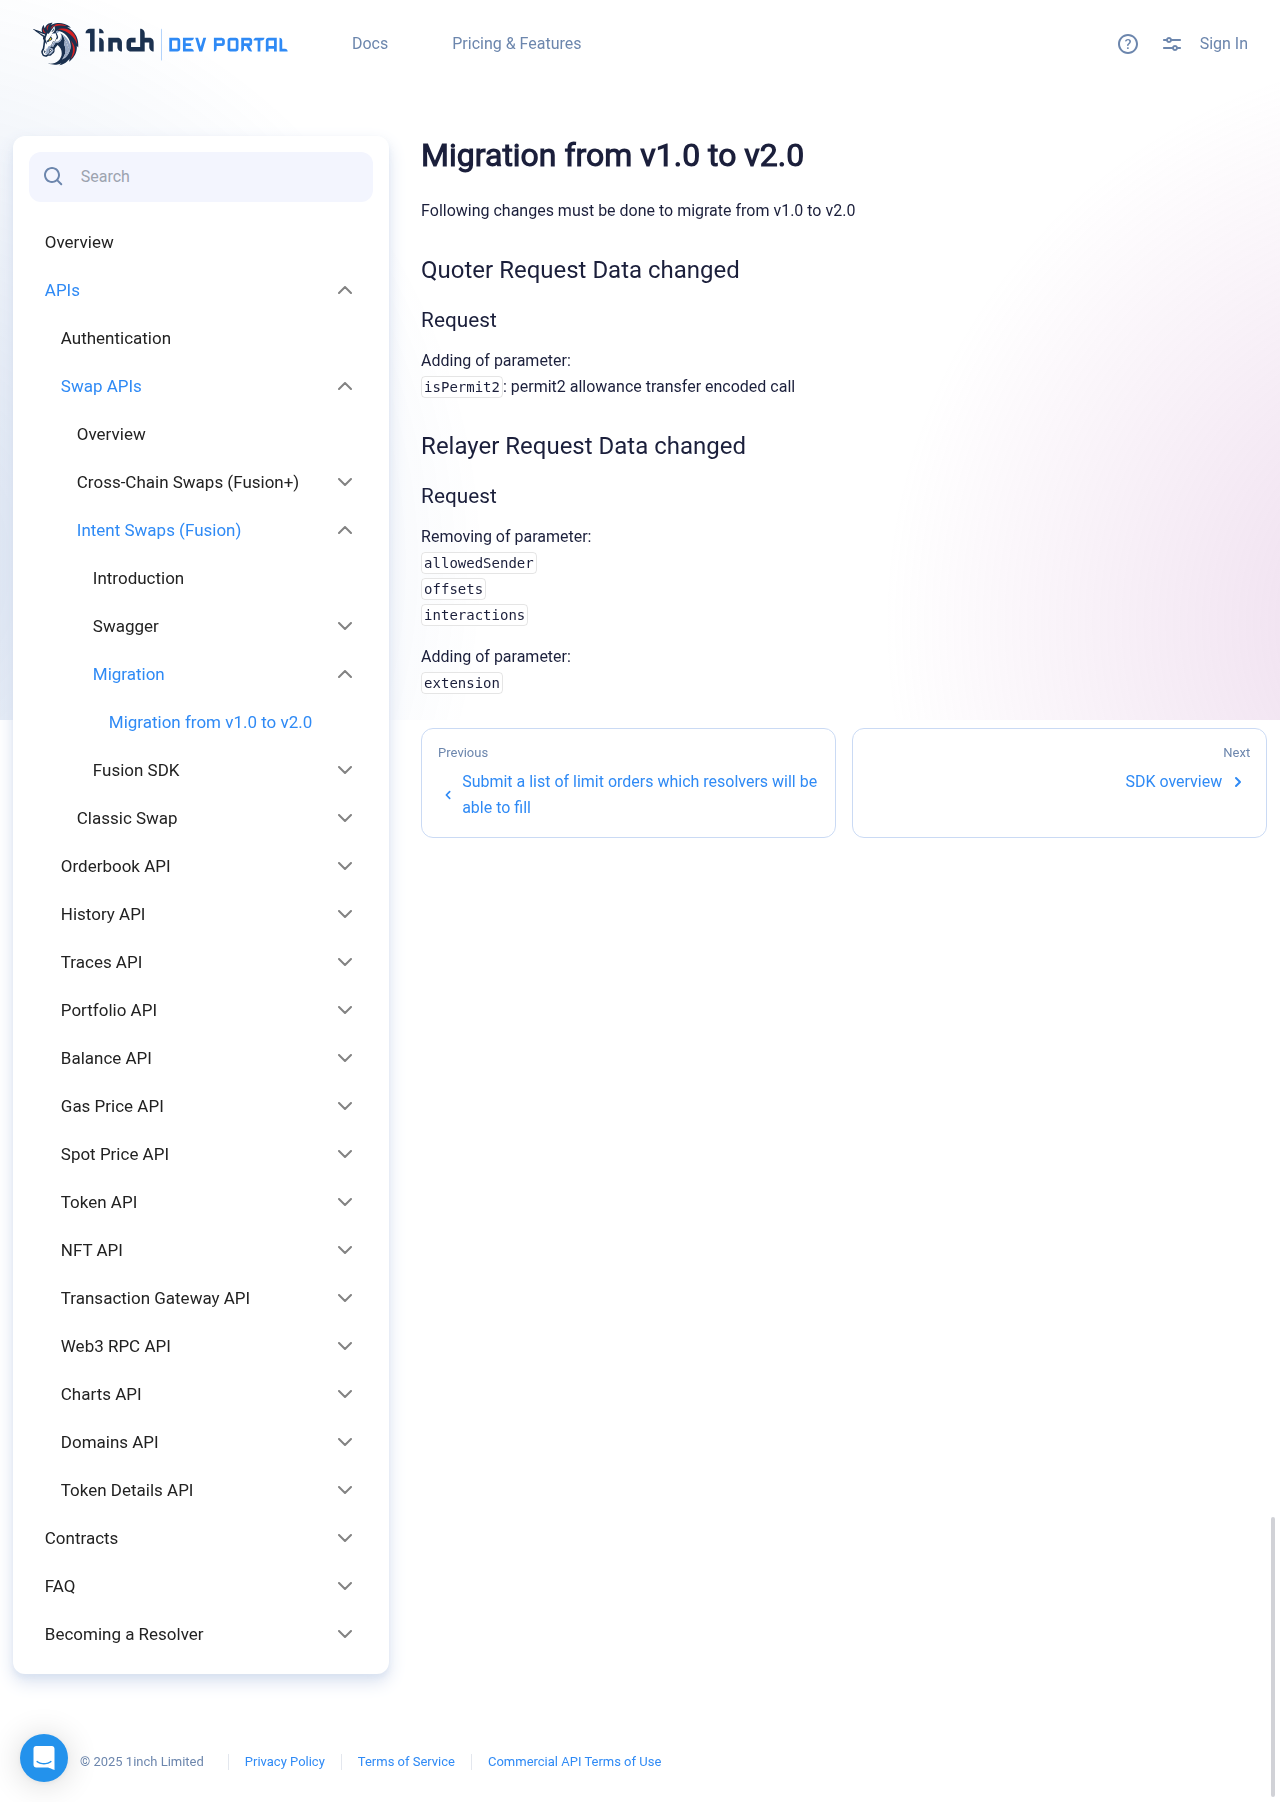 1inch DEV PORTAL
Docs
Pricing & Features
Sign In
Search
Overview
APIs
Authentication
Swap APIs
Overview
Cross-Chain Swaps (Fusion+)
Intent Swaps (Fusion)
Introduction
Swagger
Migration
Migration from v1.0 to v2.0
Fusion SDK
Classic Swap
Orderbook API
History API
Traces API
Portfolio API
Balance API
Gas Price API
Spot Price API
Token API
NFT API
Transaction Gateway API
Web3 RPC API
Charts API
Domains API
Token Details API
Contracts
FAQ
Becoming a Resolver
Migration from v1.0 to v2.0
Following changes must be done to migrate from v1.0 to v2.0
Quoter Request Data changed
Request
Adding of parameter:
isPermit2: permit2 allowance transfer encoded call
Relayer Request Data changed
Request
Removing of parameter:
allowedSender
offsets
interactions
Adding of parameter:
extension
Previous
Submit a list of limit orders which resolvers will be
able to fill
Next
SDK overview
© 2025 1inch Limited
Privacy Policy
Terms of Service
Commercial API Terms of Use